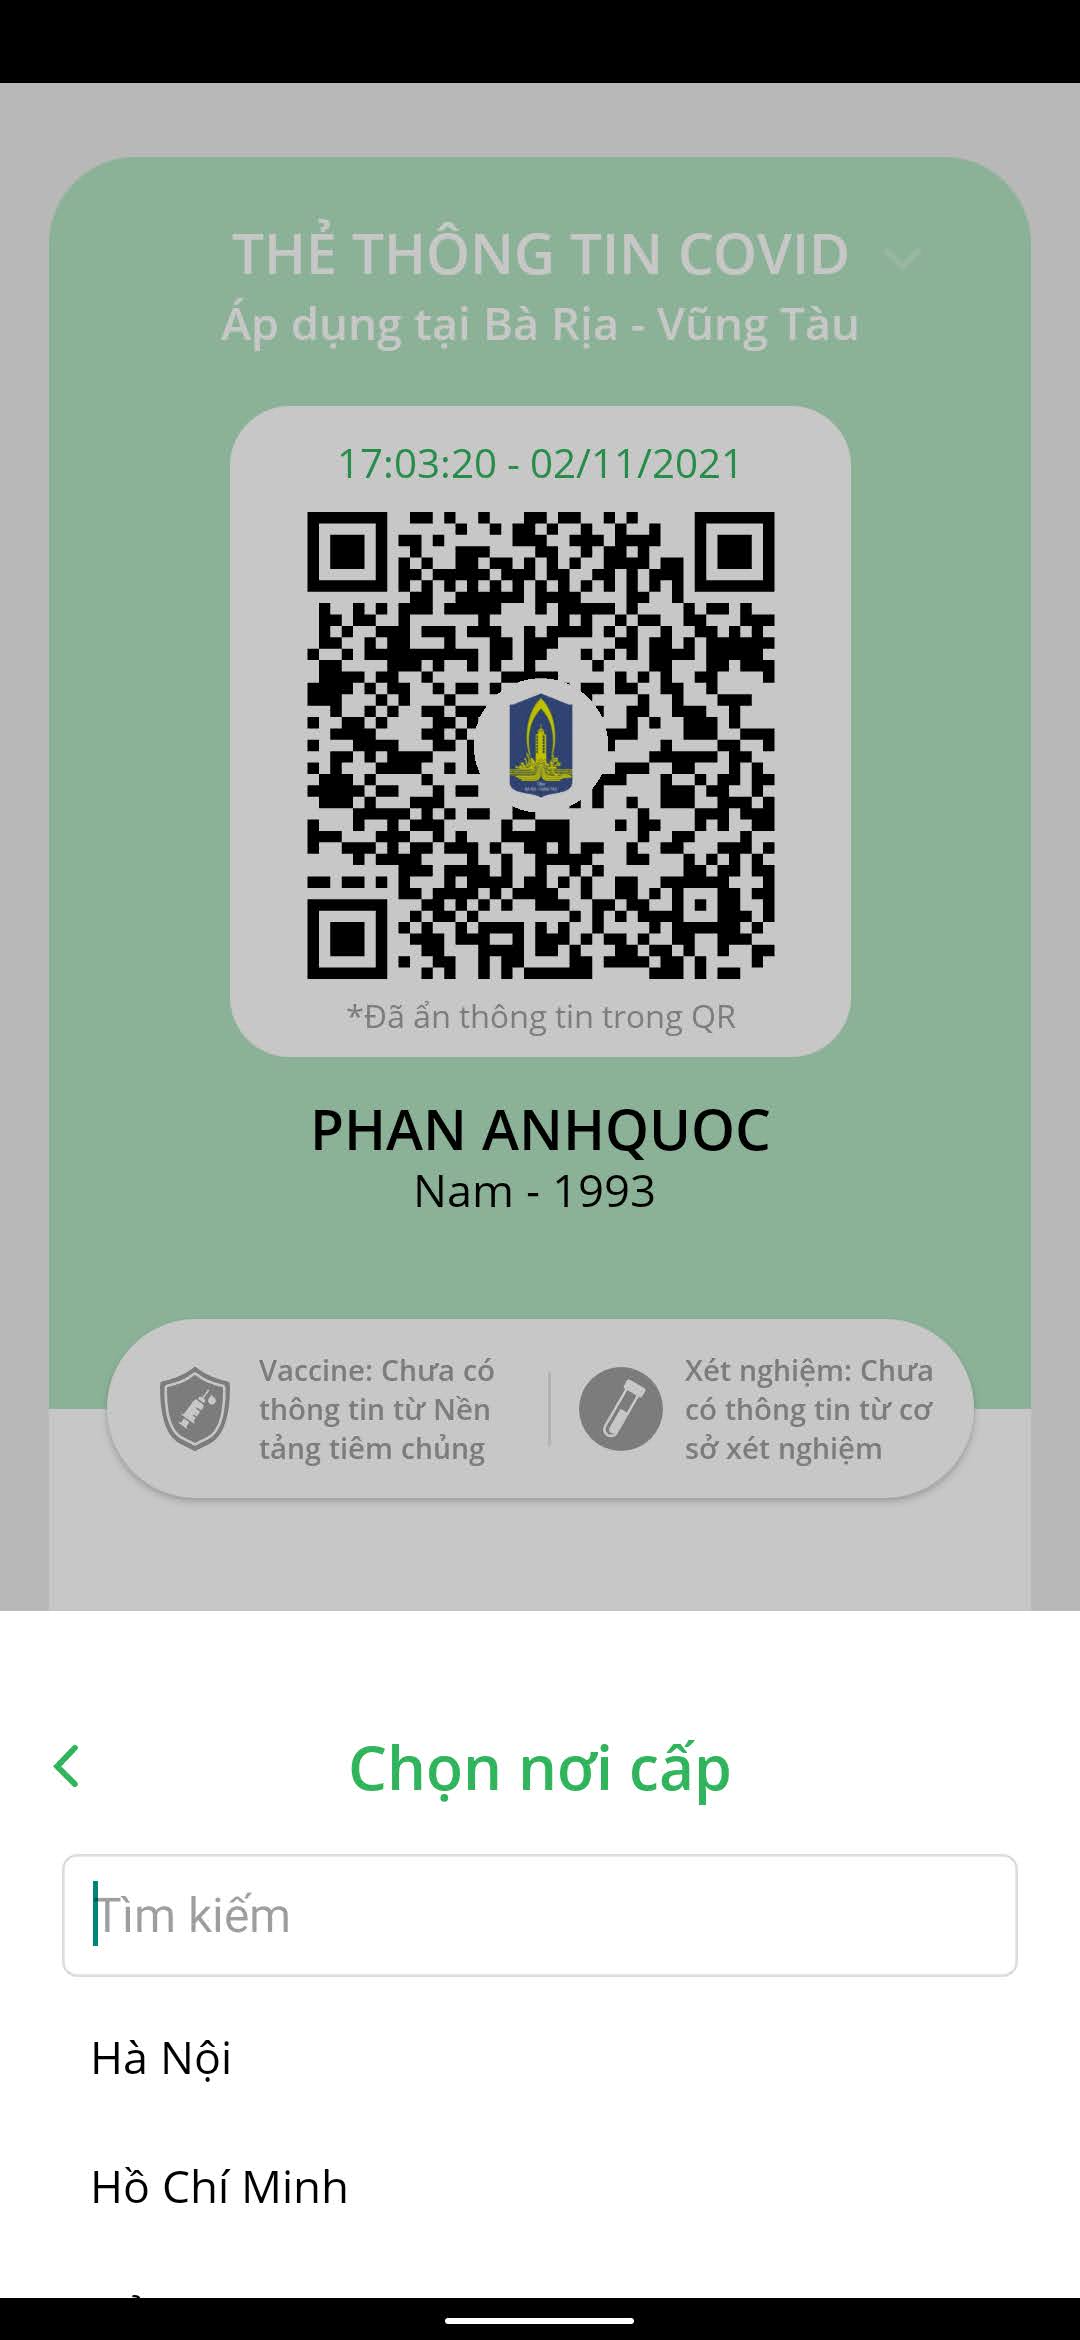 THẺ THÔNG TIN COVID
Áp dụng tại Bà Rịa - Vũng Tàu
17:03:20 - 02/11/2021
*Đã ẩn thông tin trong QR
PHAN ANHQUOC
Nam - 1993
Vaccine: Chưa có
thông tin từ Nền
tảng tiêm chủng
Xét nghiệm: Chưa
có thông tin từ cơ
sở xét nghiệm
Chọn nơi cấp
Tìm kiếm
Hà Nội
Hồ Chí Minh